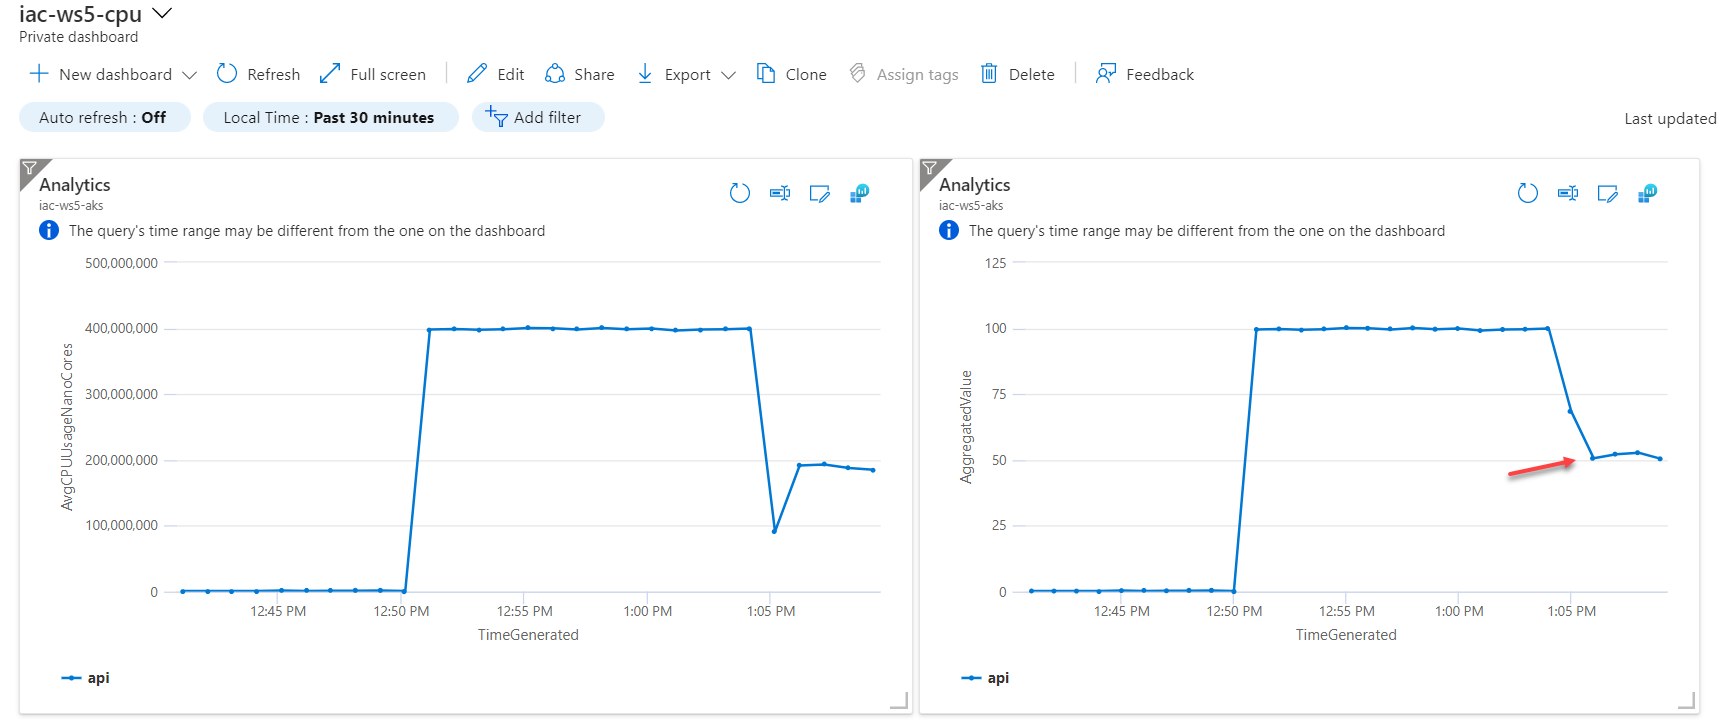 iac-ws5-cpu
Private dashboard
New dashboard Refresh Full screen Edit Share Export Clone Assign tags Delete Feedback
Auto refresh : Off Local Time : Past 30 minutes Add filter Last updated
Analytics
iac-ws5-aks
The query's time range may be different from the one on the dashboard
500,000,000
400,000,000
300,000,000
200,000,000
100,000,000
0
AvgCPUUsageNanoCores
12:45 PM 12:50 PM 12:55 PM 1:00 PM 1:05 PM
TimeGenerated
api
Analytics
iac-ws5-aks
The query's time range may be different from the one on the dashboard
125
100
75
50
25
0
AggregatedValue
12:45 PM 12:50 PM 12:55 PM 1:00 PM 1:05 PM
TimeGenerated
api